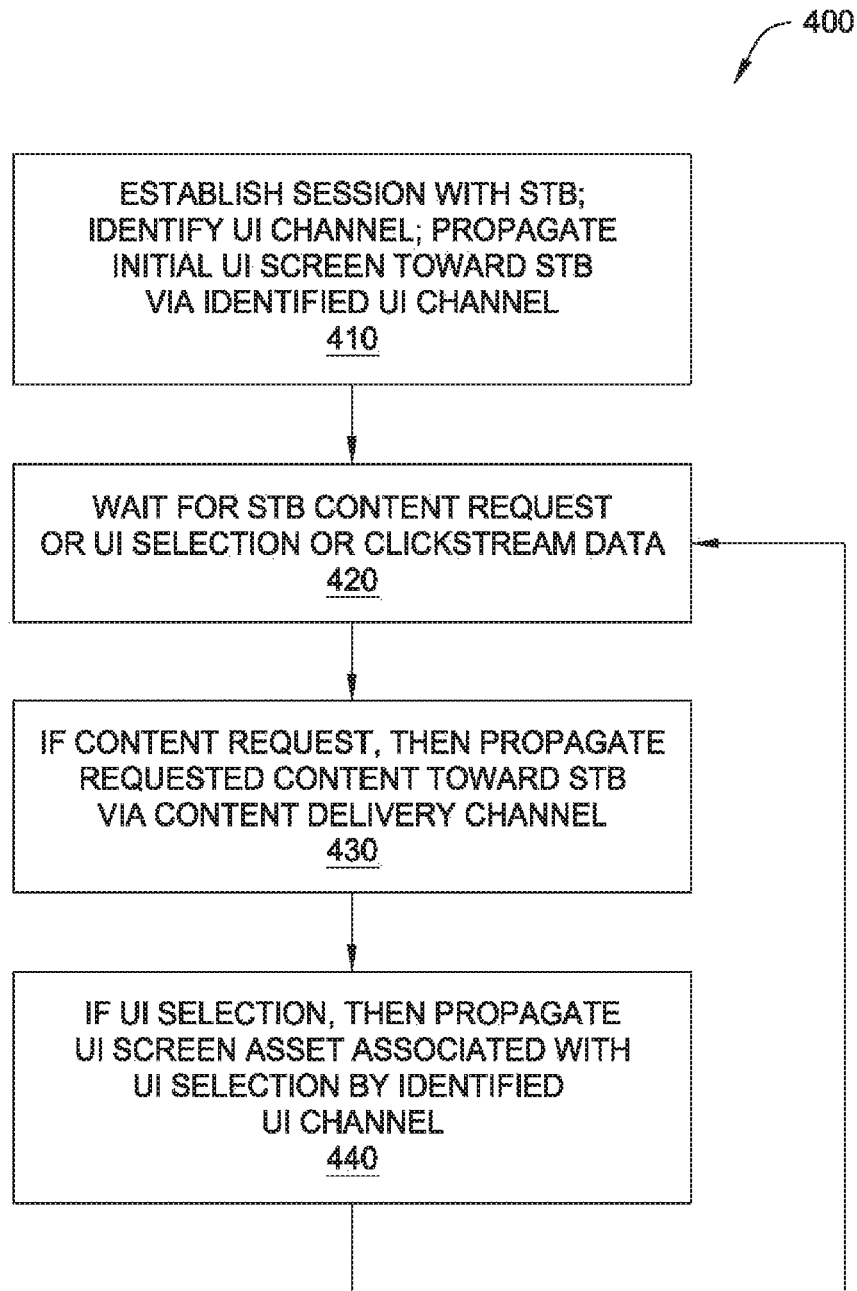 400
ESTABLISH SESSION WITH STB;
IDENTIFY UI CHANNEL; PROPAGATE
INITIAL UI SCREEN TOWARD STB
VIA IDENTIFIED UI CHANNEL
410
WAIT FOR STB CONTENT REQUEST
OR UI SELECTION OR CLICKSTREAM DATA
420
IF CONTENT REQUEST, THEN PROPAGATE
REQUESTED CONTENT TOWARD STB
VIA CONTENT DELIVERY CHANNEL
430
IF UI SELECTION, THEN PROPAGATE
UI SCREEN ASSET ASSOCIATED WITH
UI SELECTION BY IDENTIFIED
UI CHANNEL
440